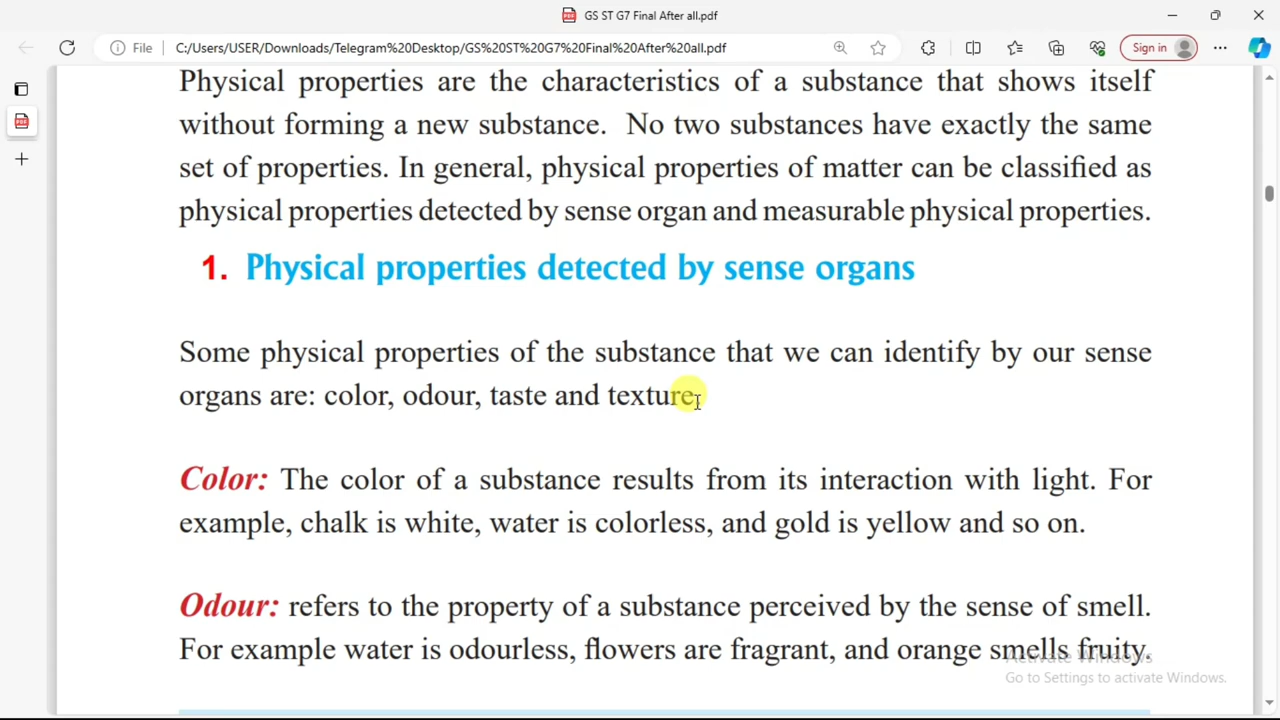 GS ST G7 Final After all.pdf
File
C:/Users/USER/Downloads/Telegram%20Desktop/GS%20ST%20G7%20Final%20After%20all.pdf
Sign in
Physical properties are the characteristics of a substance that shows itself
without forming a new substance. No two substances have exactly the same
set of properties. In general, physical properties of matter can be classified as
physical properties detected by sense organ and measurable physical properties.
1. Physical properties detected by sense organs
Some physical properties of the substance that we can identify by our sense
organs are: color, odour, taste and texture.
Color: The color of a substance results from its interaction with light. For
example, chalk is white, water is colorless, and gold is yellow and so on.
Odour: refers to the property of a substance perceived by the sense of smell.
For example water is odourless, flowers are fragrant, and orange smells fruity.
Activate Windows
Go to Settings to activate Windows.